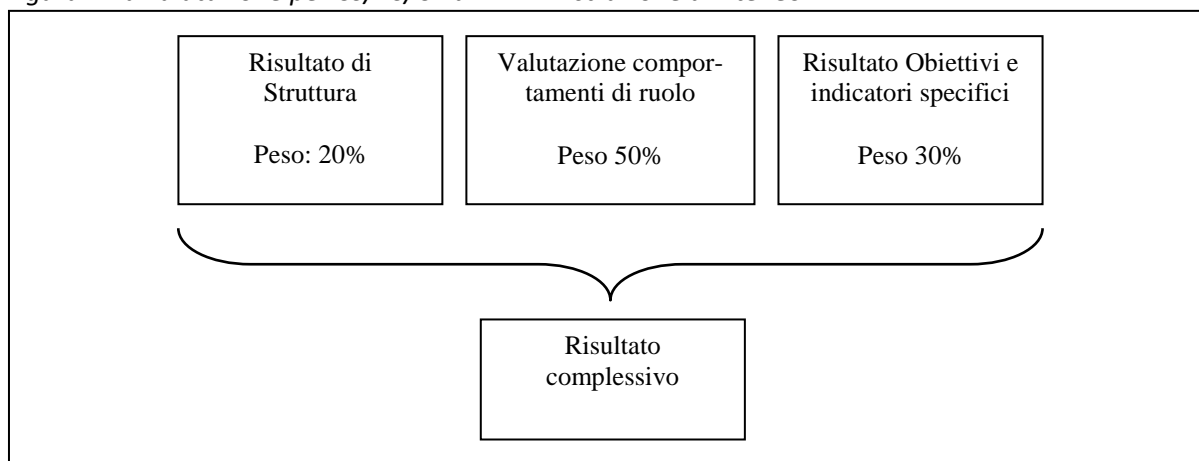 Risultato di
Struttura
Peso: 20%
Valutazione compor-
tamenti di ruolo
Peso 50%
Risultato Obiettivi e
indicatori specifici
Peso 30%
Risultato
complessivo